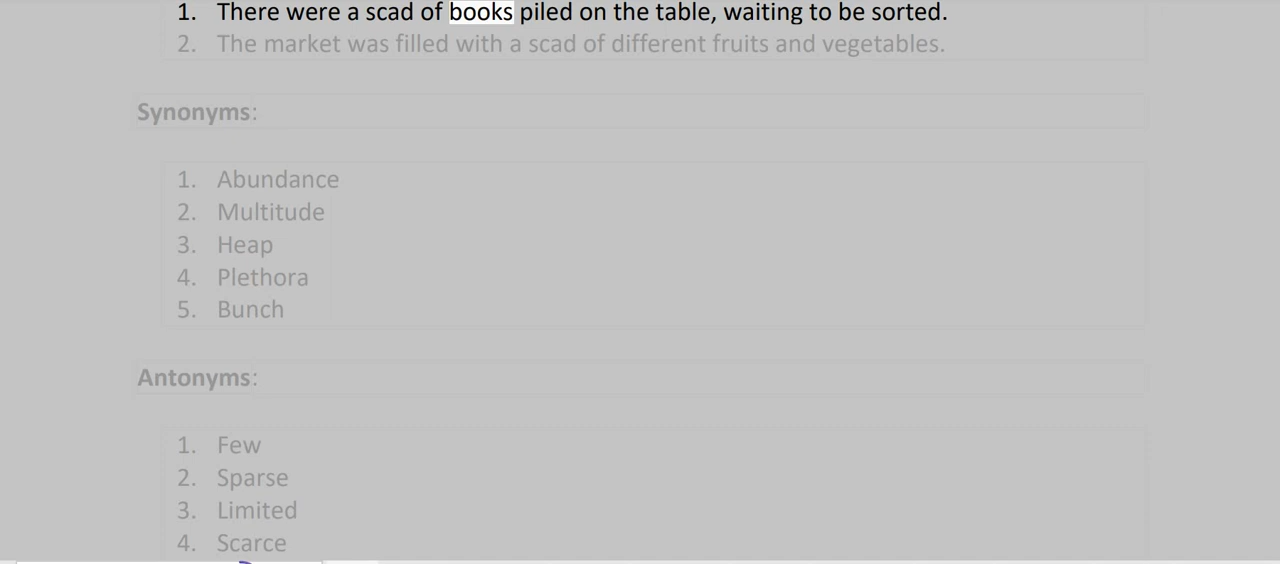 1. There were a scad of books piled on the table, waiting to be sorted.
2. The market was filled with a scad of different fruits and vegetables.
Synonyms:
1. Abundance
2. Multitude
3. Heap
4. Plethora
5. Bunch
Antonyms:
1. Few
2. Sparse
3. Limited
4. Scarce